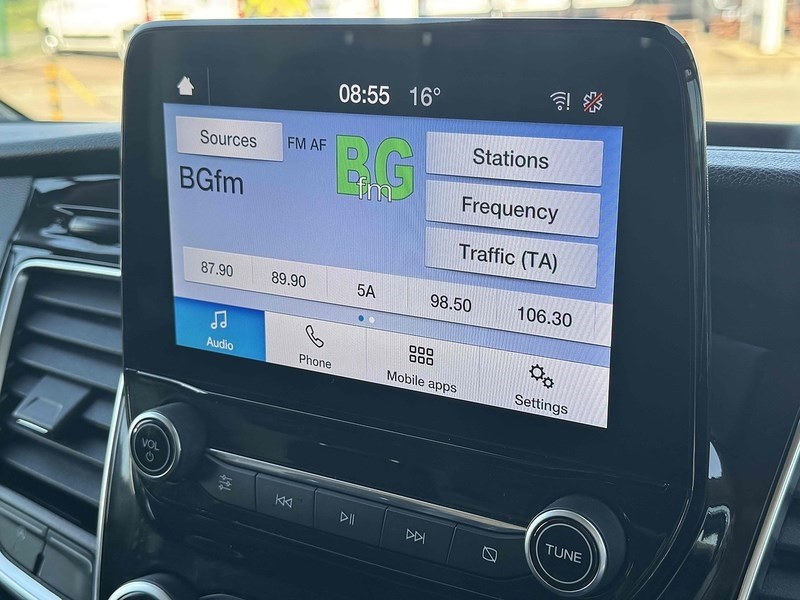 08:55 16°
Sources FM AF
BG
fm
Stations
BGfm
Frequency
Traffic (TA)
87.90 89.90 5A 98.50 106.30
Audio Phone Mobile apps Settings
VOL
TUNE